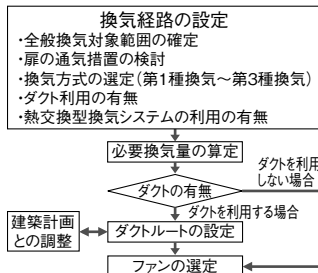 換気経路の設定
・全般換気対象範囲の確定
・扉の通気措置の検討
・換気方式の選定(第1種換気～第3種換気)
・ダクト利用の有無
・熱交換型換気システムの利用の有無
必要換気量の算定
ダクトを利用
しない場合
ダクトの有無
ダクトを利用する場合
建築計画
との調整
ダクトルートの設定
ファンの選定